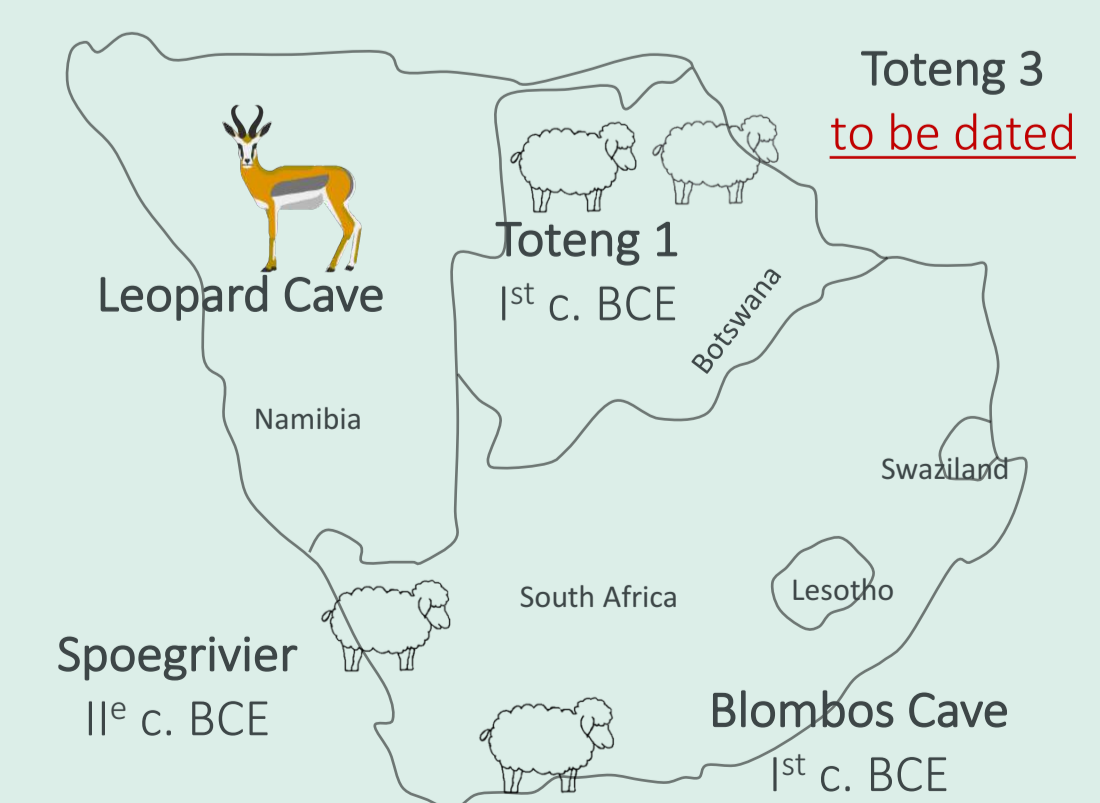 Toteng 3
to be dated
Toteng 1
Iˢᵗ c. BCE
Leopard Cave
Botswana
Namibia
Swaziland
South Africa
Lesotho
Spoegrivier
IIᵉ c. BCE
Blombos Cave
Iˢᵗ c. BCE